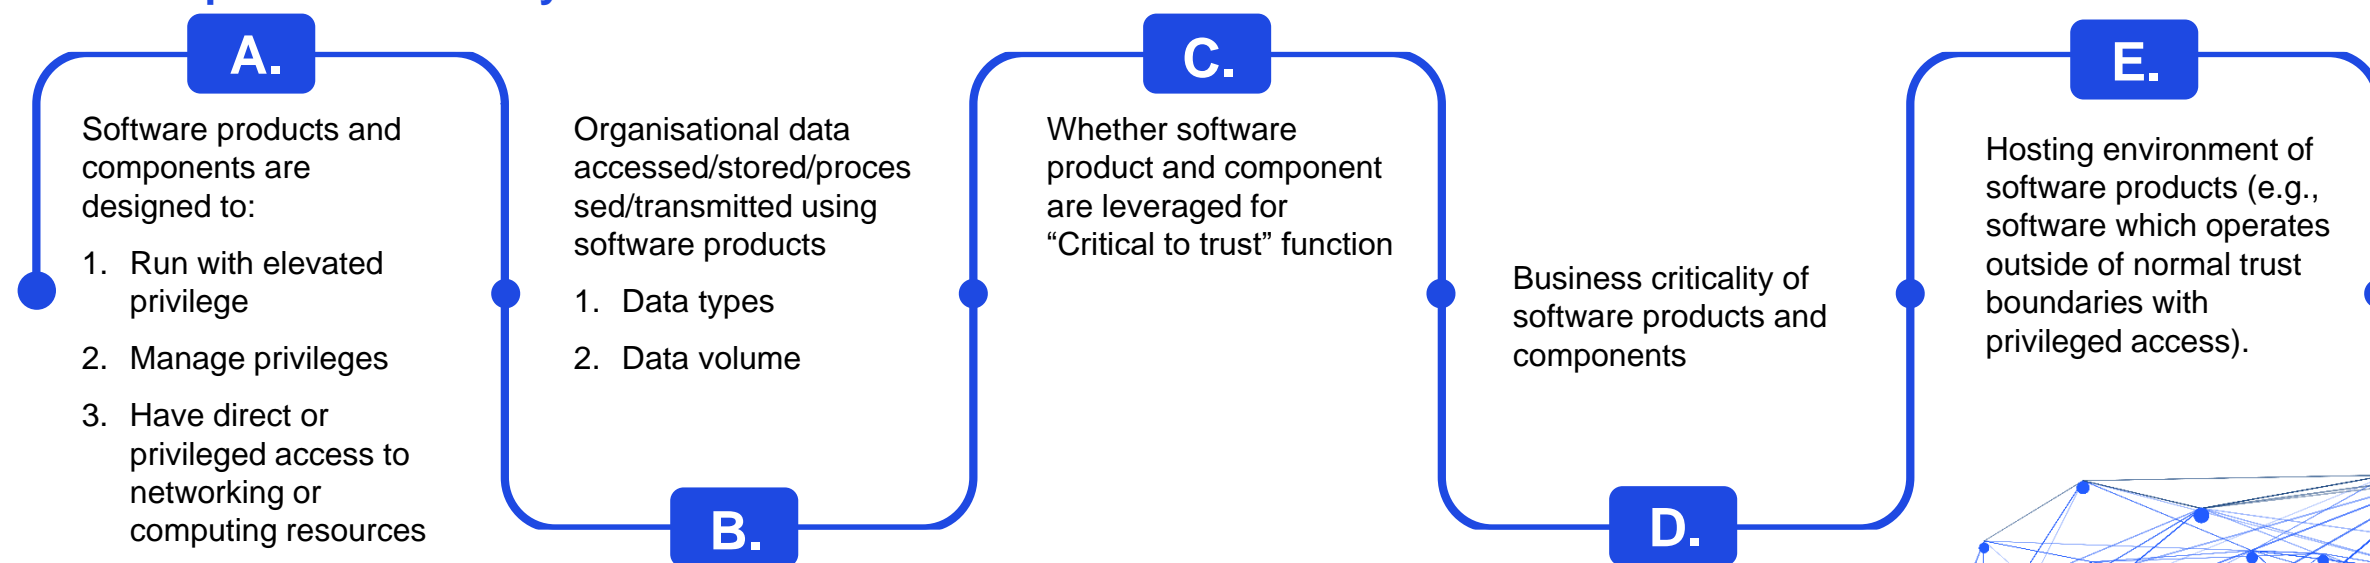 A.
Software products and
components are
designed to:
1. Run with elevated
privilege
2. Manage privileges
3. Have direct or
privileged access to
networking or
computing resources
Organisational data
accessed/stored/proces
sed/transmitted using
software products
1. Data types
2. Data volume
B.
C.
Whether software
product and component
are leveraged for
“Critical to trust” function
Business criticality of
software products and
components
D.
E.
Hosting environment of
software products (e.g.,
software which operates
outside of normal trust
boundaries with
privileged access).